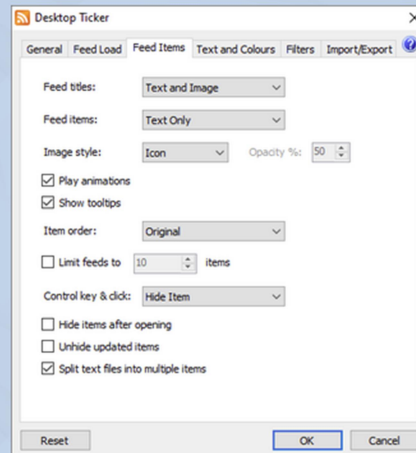 Desktop Ticker
General Feed Load Feed Items Text and Colours Filters Import/Export
Feed titles: Text and Image
Feed items: Text Only
Image style: Icon Opacity %: 50
Play animations
Show tooltips
Item order: Original
Limit feeds to 10 items
Control key & click: Hide Item
Hide items after opening
Unhide updated items
Split text files into multiple items
Reset OK Cancel